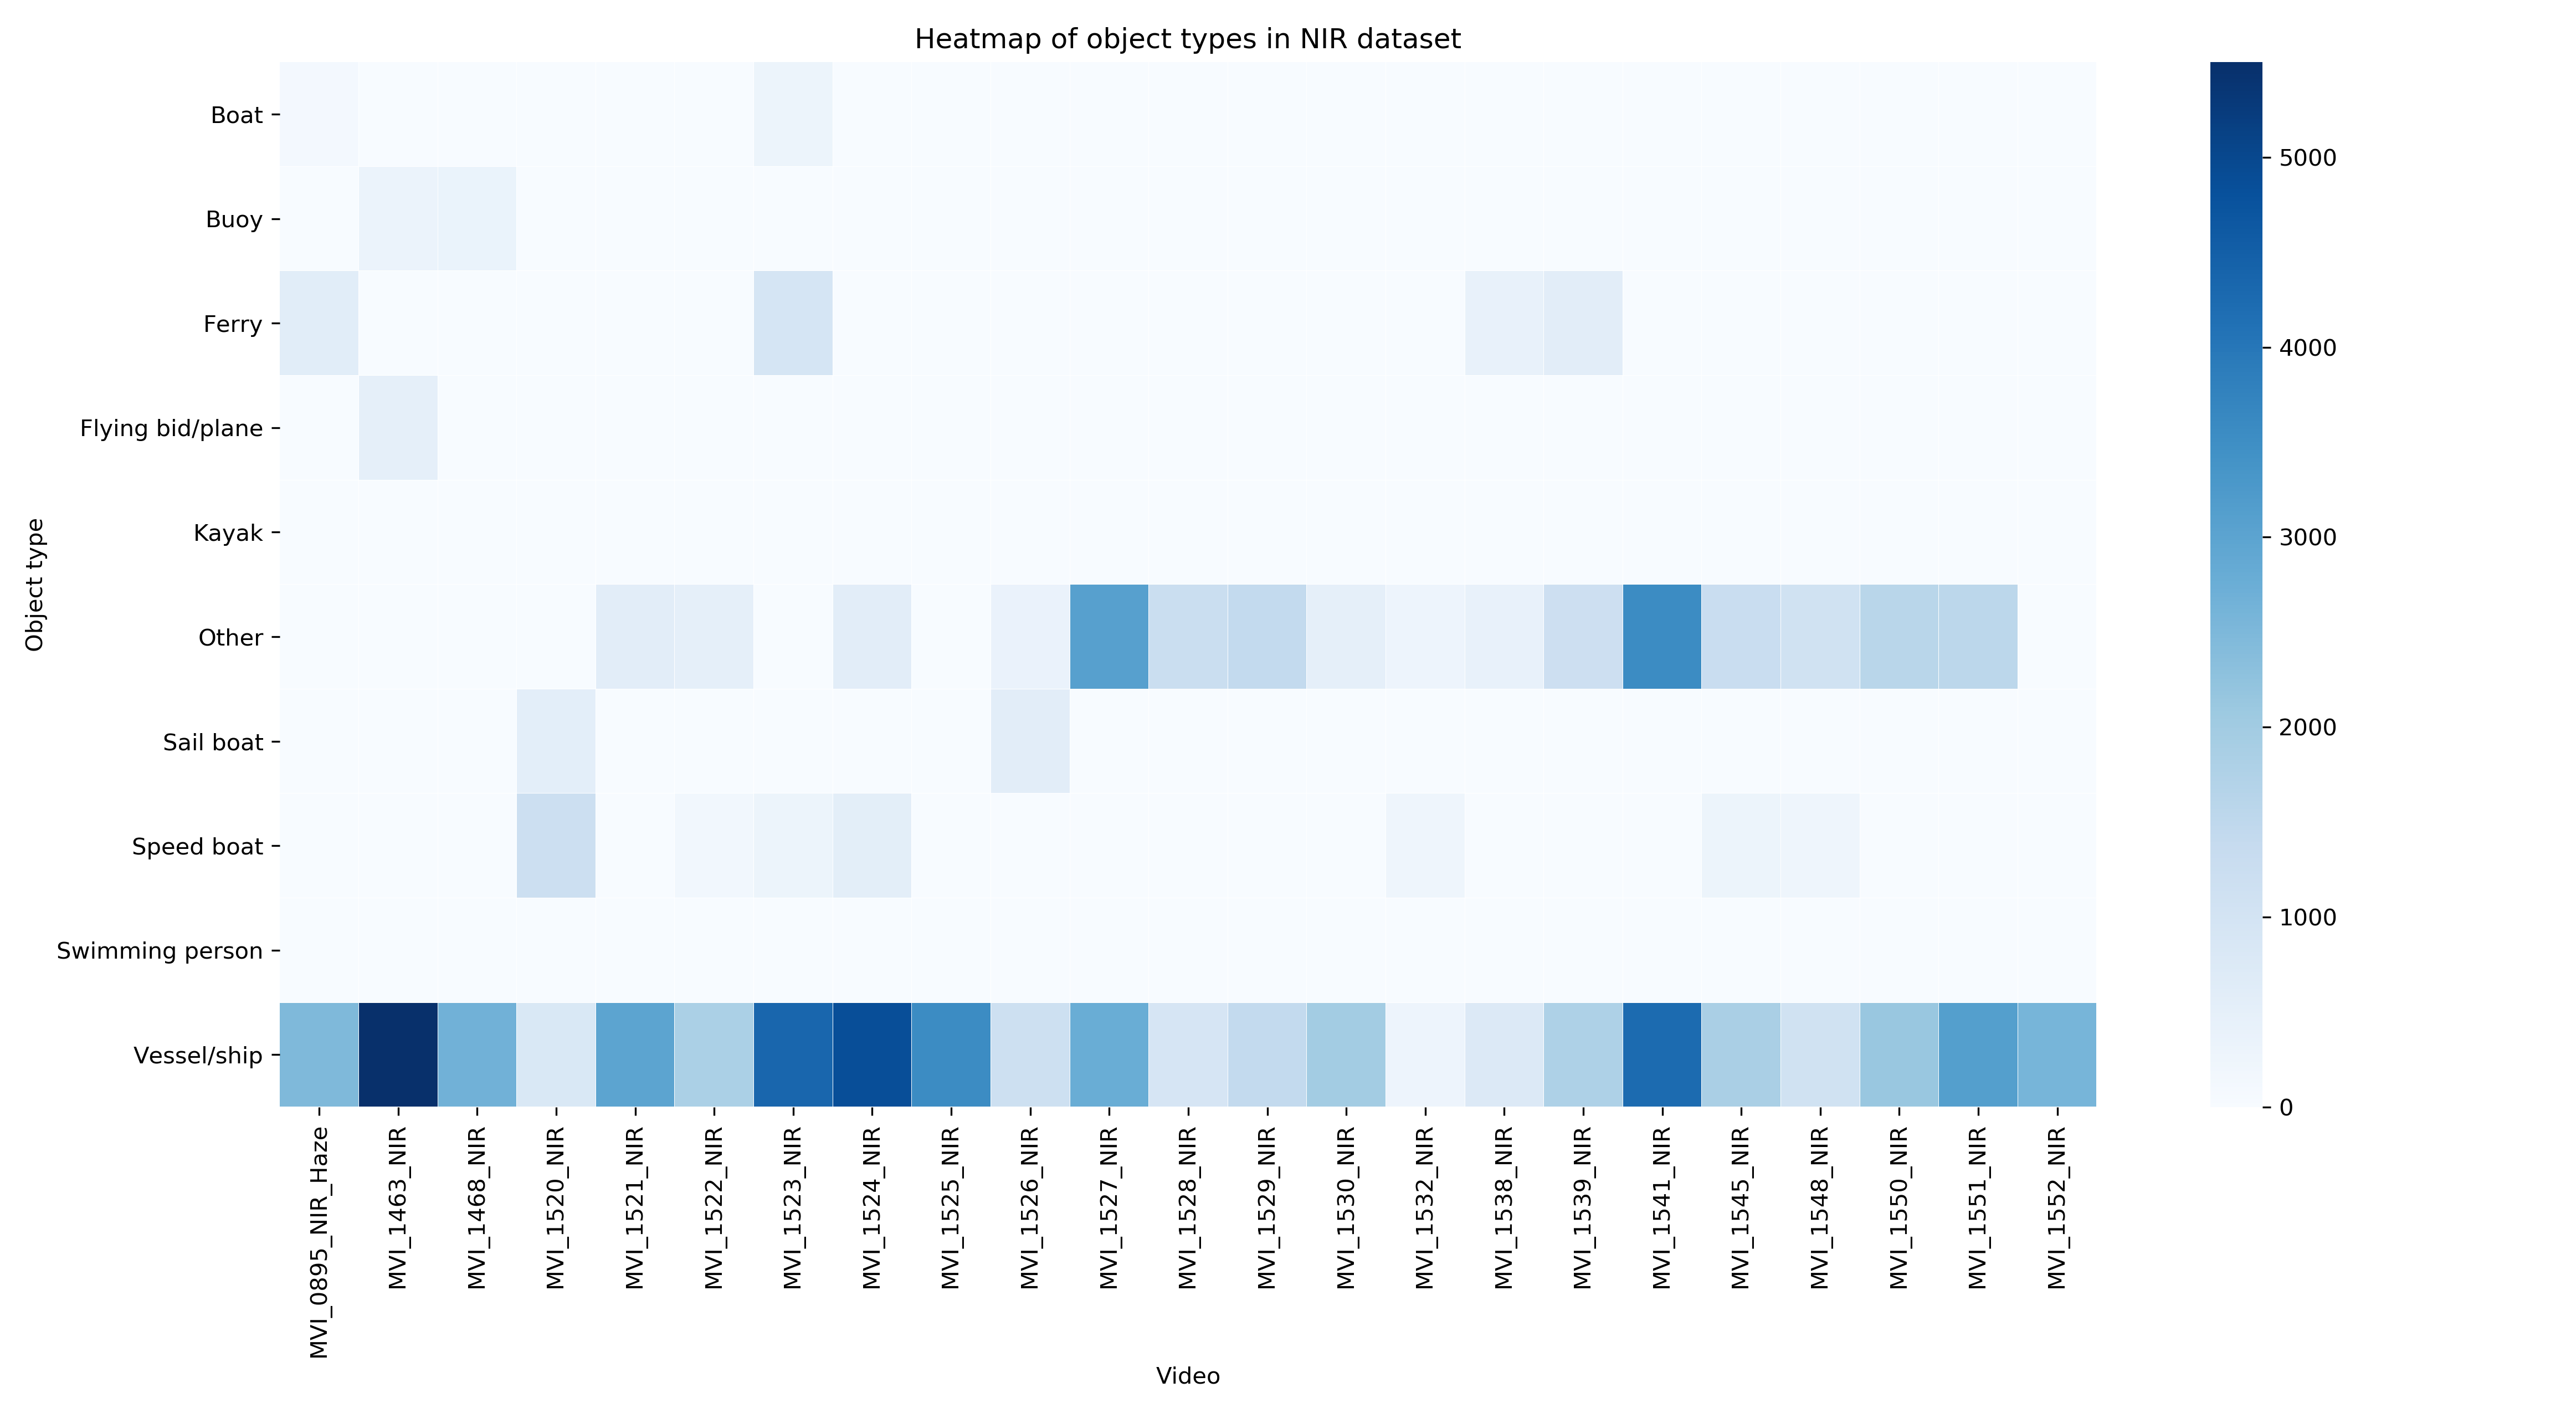 Heatmap of object types in NIR dataset
Object type
Boat
Buoy
Ferry
Flying bid/plane
Kayak
Other
Sail boat
Speed boat
Swimming person
Vessel/ship
5000
4000
3000
2000
1000
0
MVI_0895_NIR_Haze
MVI_1463_NIR
MVI_1468_NIR
MVI_1520_NIR
MVI_1521_NIR
MVI_1522_NIR
MVI_1523_NIR
MVI_1524_NIR
MVI_1525_NIR
MVI_1526_NIR
MVI_1527_NIR
MVI_1528_NIR
MVI_1529_NIR
MVI_1530_NIR
MVI_1532_NIR
MVI_1538_NIR
MVI_1539_NIR
MVI_1541_NIR
MVI_1545_NIR
MVI_1548_NIR
MVI_1550_NIR
MVI_1551_NIR
MVI_1552_NIR
Video